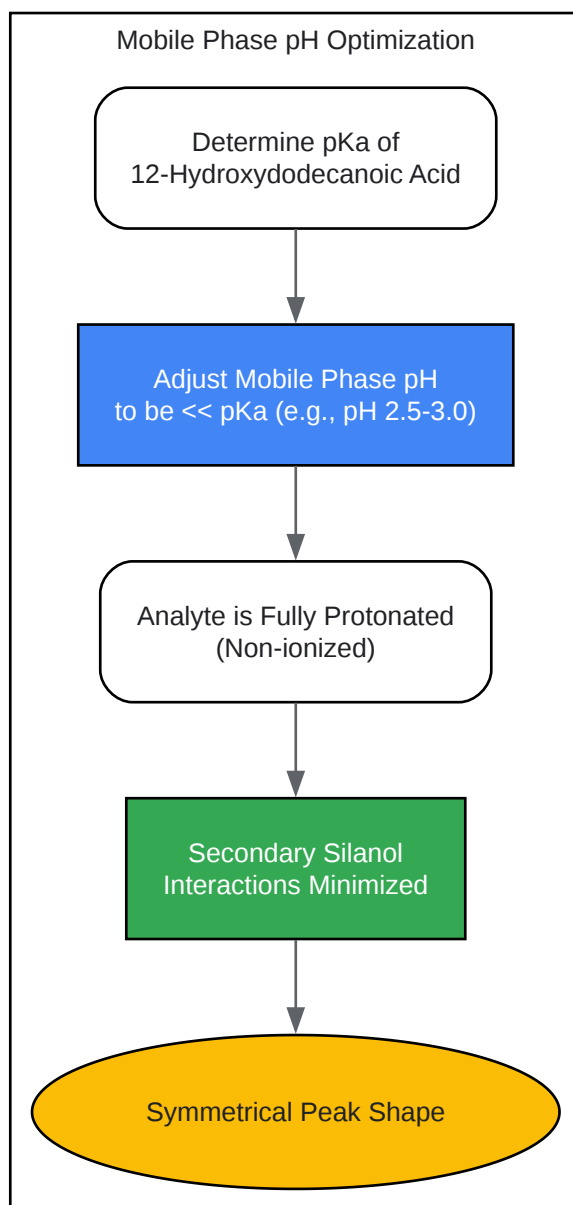 Mobile Phase pH Optimization
Determine pKa of
12-Hydroxydodecanoic Acid
Adjust Mobile Phase pH
to be << pKa (e.g., pH 2.5-3.0)
Analyte is Fully Protonated
(Non-ionized)
Secondary Silanol
Interactions Minimized
Symmetrical Peak Shape